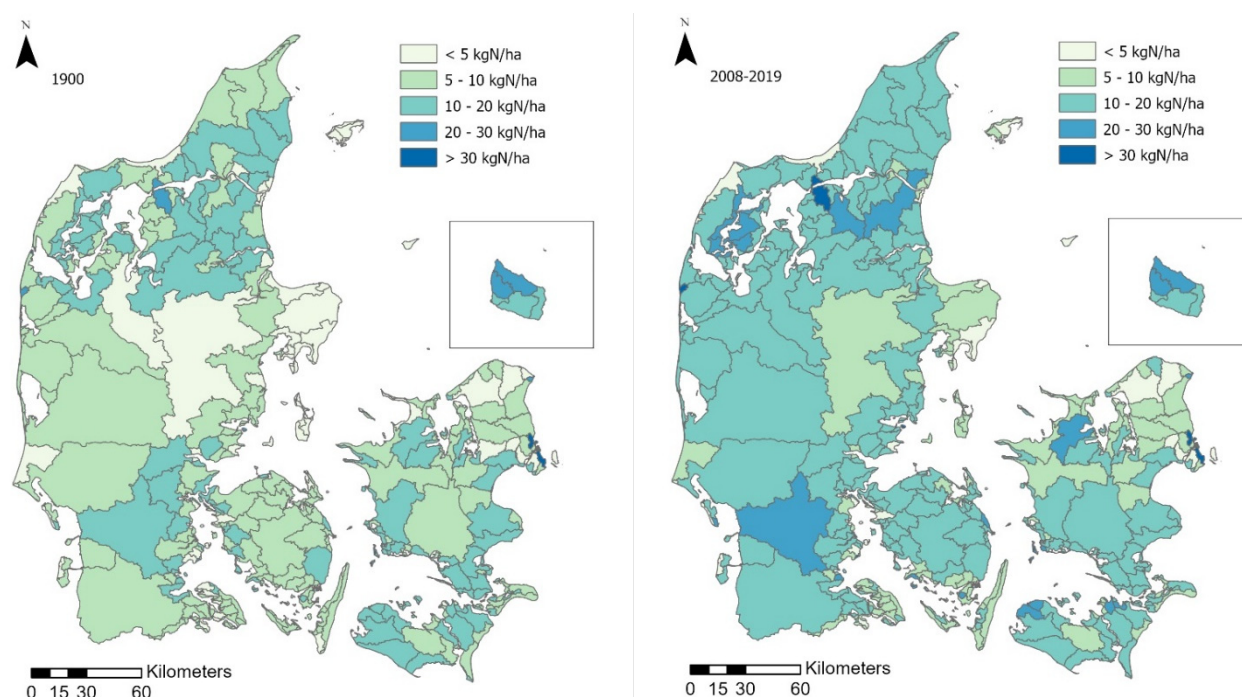 N
1900
< 5 kgN/ha
5 - 10 kgN/ha
10 - 20 kgN/ha
20 - 30 kgN/ha
> 30 kgN/ha
Kilometers
0 15 30 60
N
2008-2019
< 5 kgN/ha
5 - 10 kgN/ha
10 - 20 kgN/ha
20 - 30 kgN/ha
> 30 kgN/ha
Kilometers
0 15 30 60